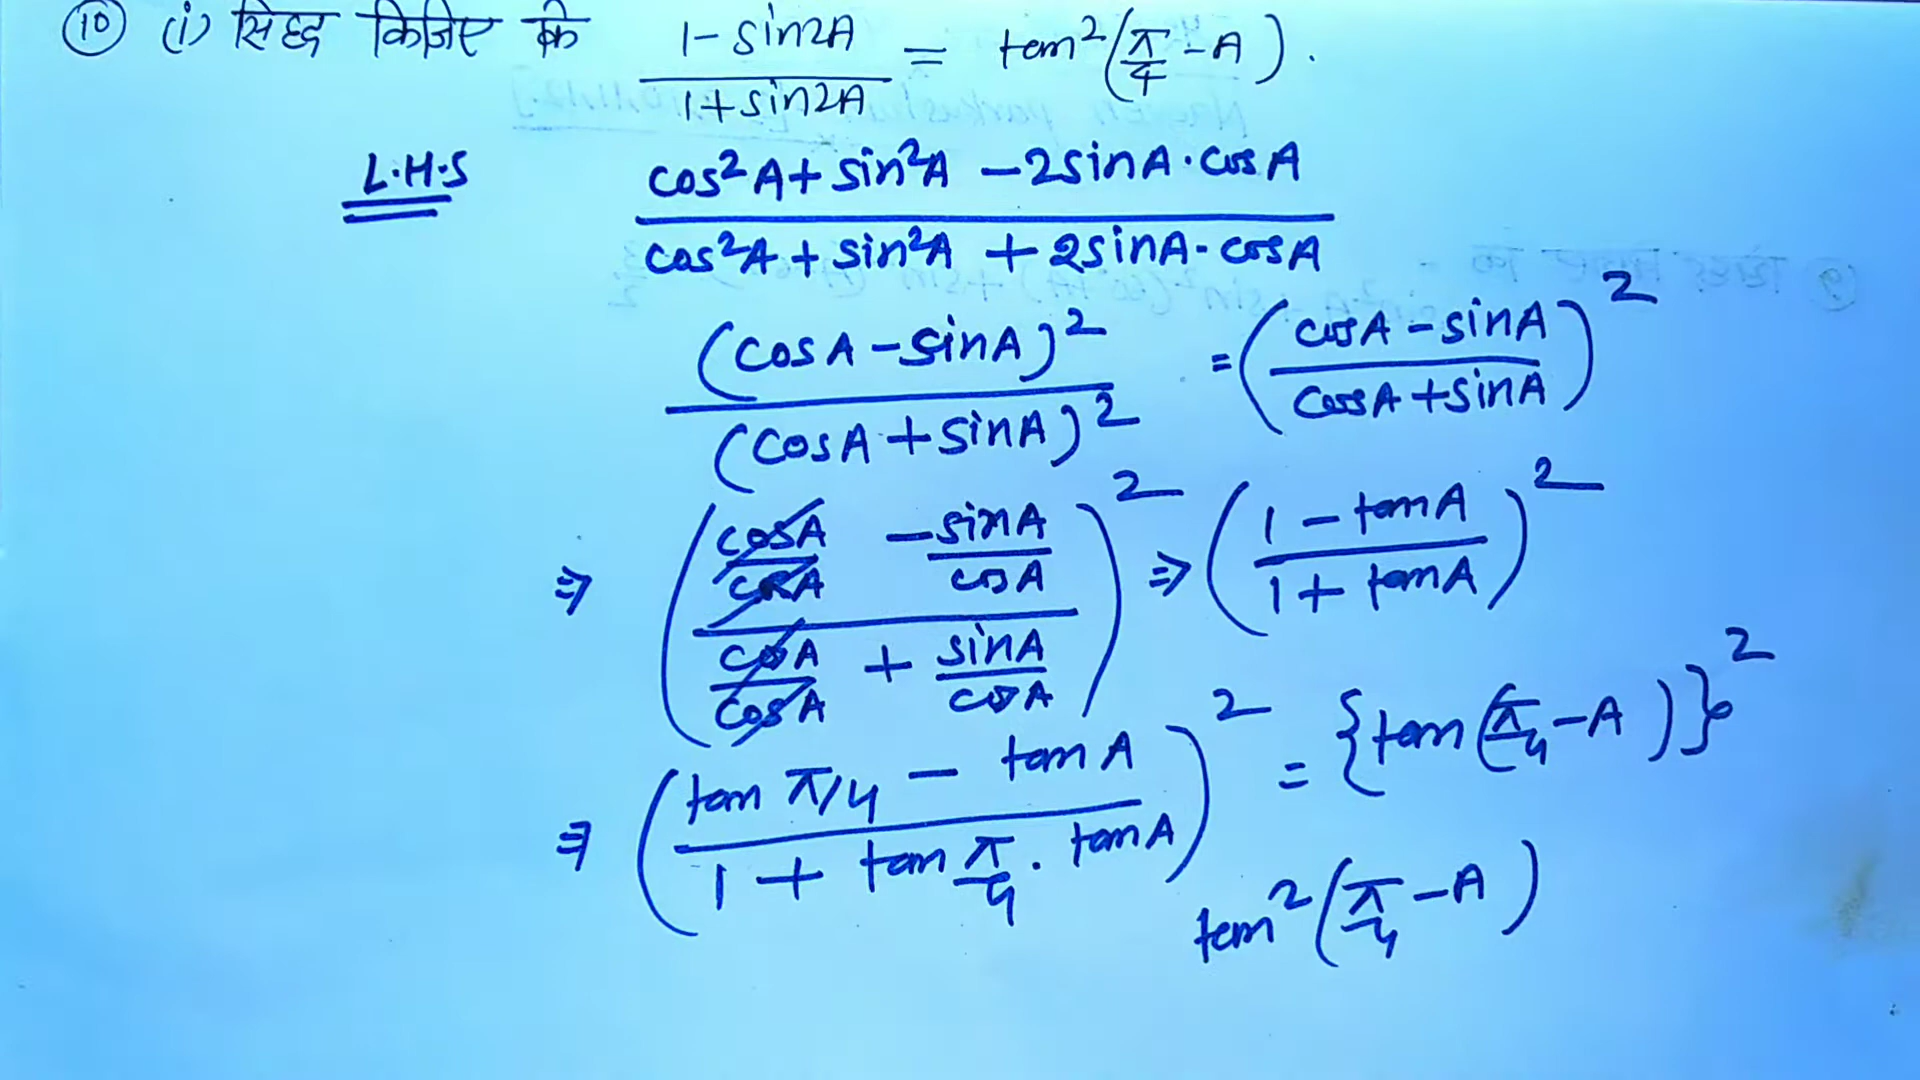 10 (i) सिद्ध किजिए कि (1-sin2A)/(1+sin2A) = tan²(π/4 - A).
L.H.S (cos²A + sin²A - 2sinA·cosA)/(cos²A + sin²A + 2sinA·cosA)
(cosA - sinA)²/(cosA + sinA)² = ((cosA - sinA)/(cosA + sinA))²
⇒ ((cosA/cosA - sinA/cosA)/(cosA/cosA + sinA/cosA))² ⇒ ((1 - tanA)/(1 + tanA))²
⇒ ((tan π/4 - tanA)/(1 + tan π/4 · tanA))² = {tan(π/4 - A)}²
tan²(π/4 - A)